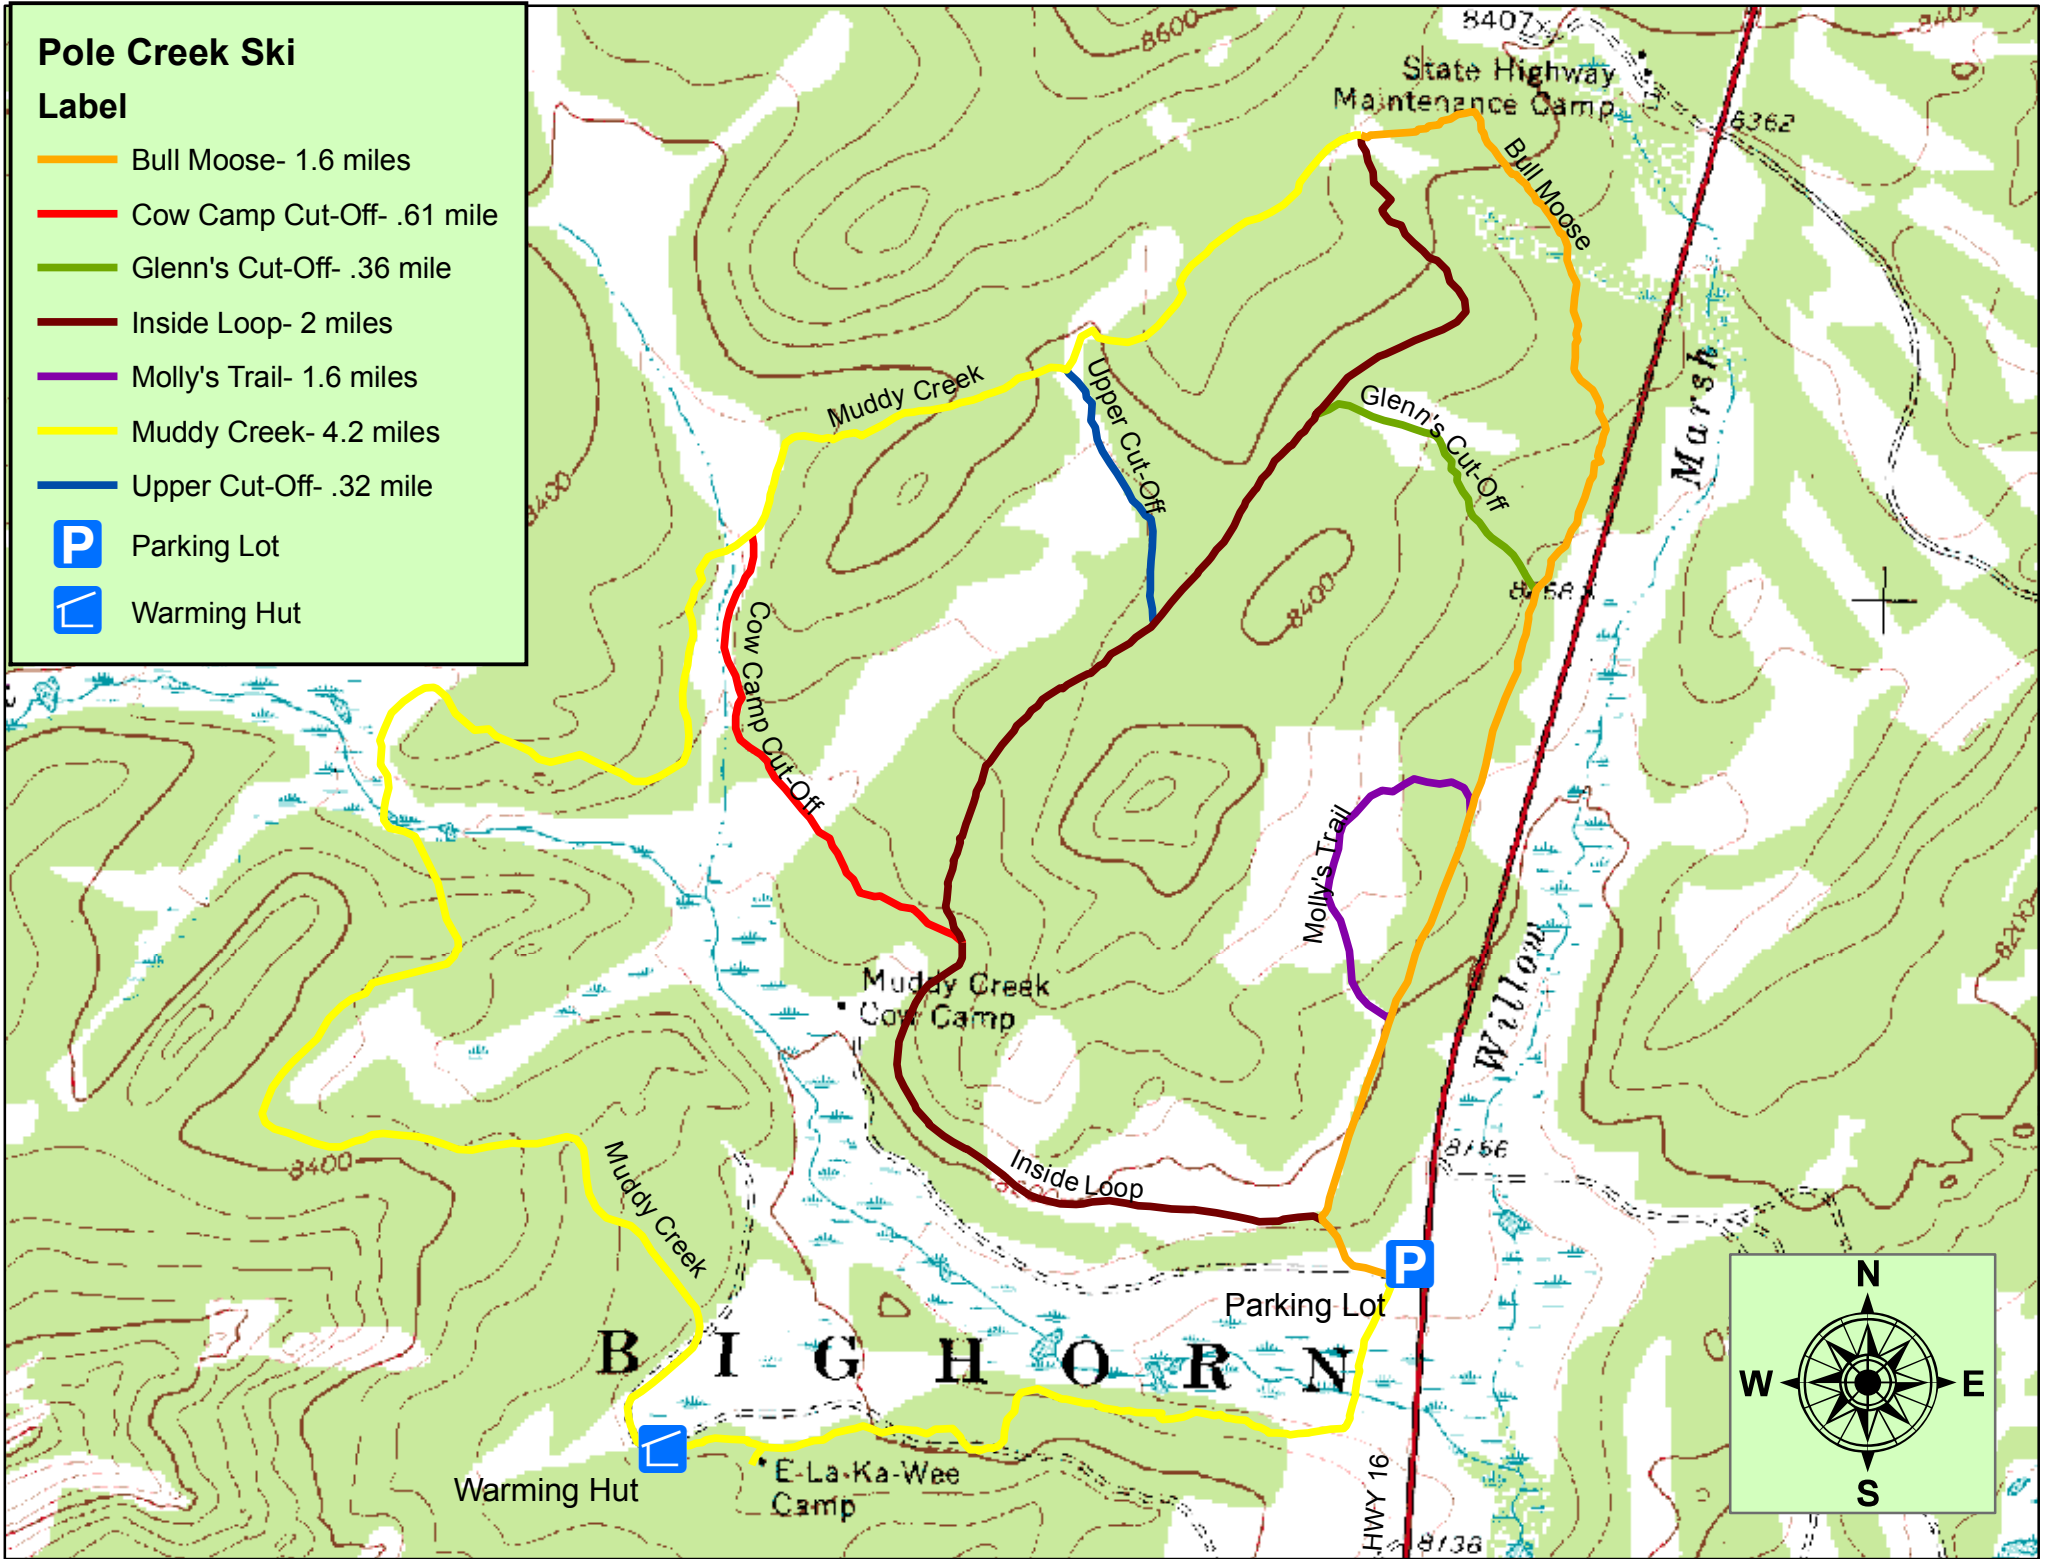 Pole Creek Ski
Label
Bull Moose- 1.6 miles
Cow Camp Cut-Off- .61 mile
Glenn's Cut-Off- .36 mile
Inside Loop- 2 miles
Molly's Trail- 1.6 miles
Muddy Creek- 4.2 miles
Upper Cut-Off- .32 mile
P
Parking Lot
Warming Hut
8600
8407
8400
State Highway
Maintenance Camp
8362
Bull Moose
Marsh
Muddy Creek
Upper Cut-Off
Glenn's Cut-Off
8400
8400
Cow Camp Cut-Off
Molly's Trail
Willow
8200
Muddy Creek
Cow Camp
8400
Muddy Creek
Inside Loop
8156
P
Parking Lot
BIGHORN
Warming Hut
E-La-Ka-Wee
Camp
HWY 16
8138
N
W
E
S